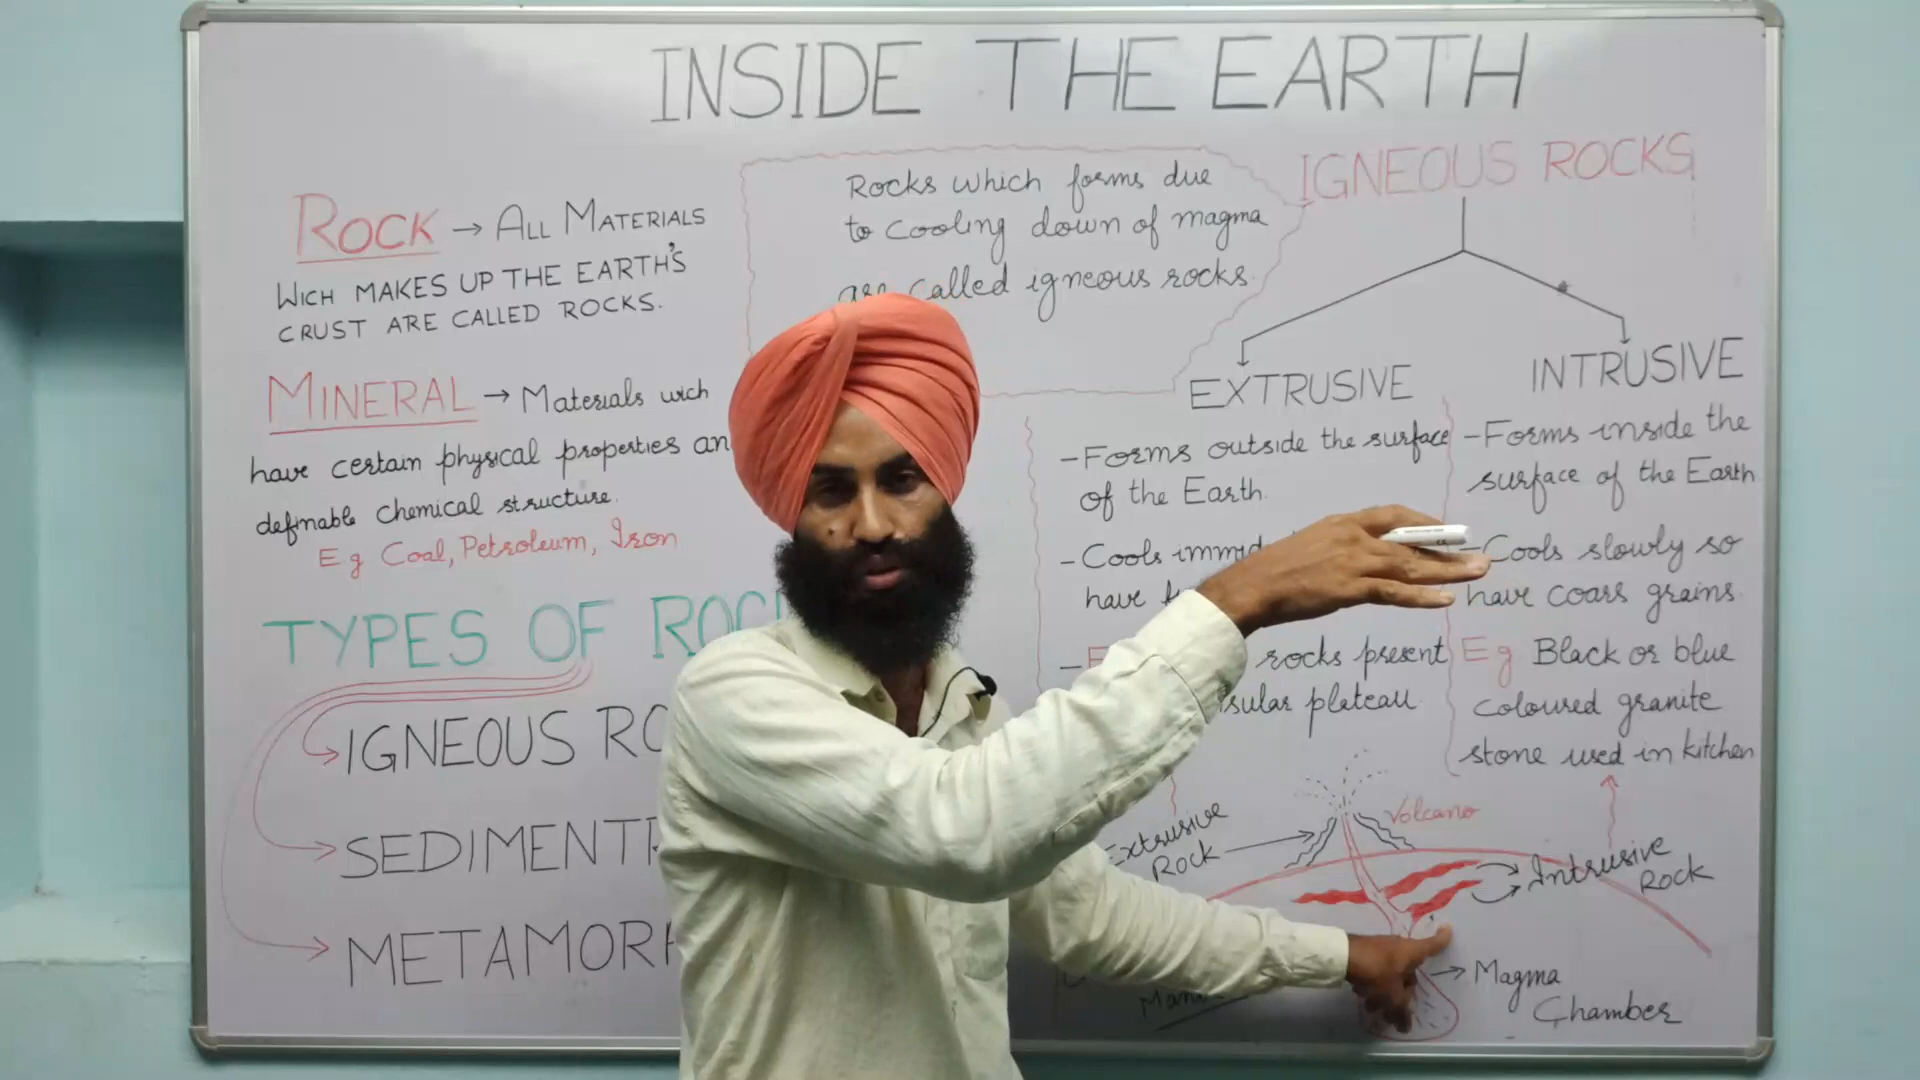 INSIDE THE EARTH
ROCK → ALL MATERIALS
WICH MAKES UP THE EARTH'S
CRUST ARE CALLED ROCKS.
MINERAL → Materials wich
have certain physical properties an
definable chemical structure.
Eg Coal, Petroleum, Iron
TYPES OF ROC
IGNEOUS RO
SEDIMENT
METAMOR
Rocks which forms due
to cooling down of magma
are called igneous rocks.
IGNEOUS ROCKS
EXTRUSIVE
-Forms outside the surface
of the Earth.
-Cools immid
have
rocks present
sular plateau.
INTRUSIVE
-Forms inside the
surface of the Earth
-Cools slowly so
have coars grains.
Eg Black or blue
coloured granite
stone used in kitchen
Volcano
Extrusive
Rock
Intrusive
Rock
→ Magma
Chamber